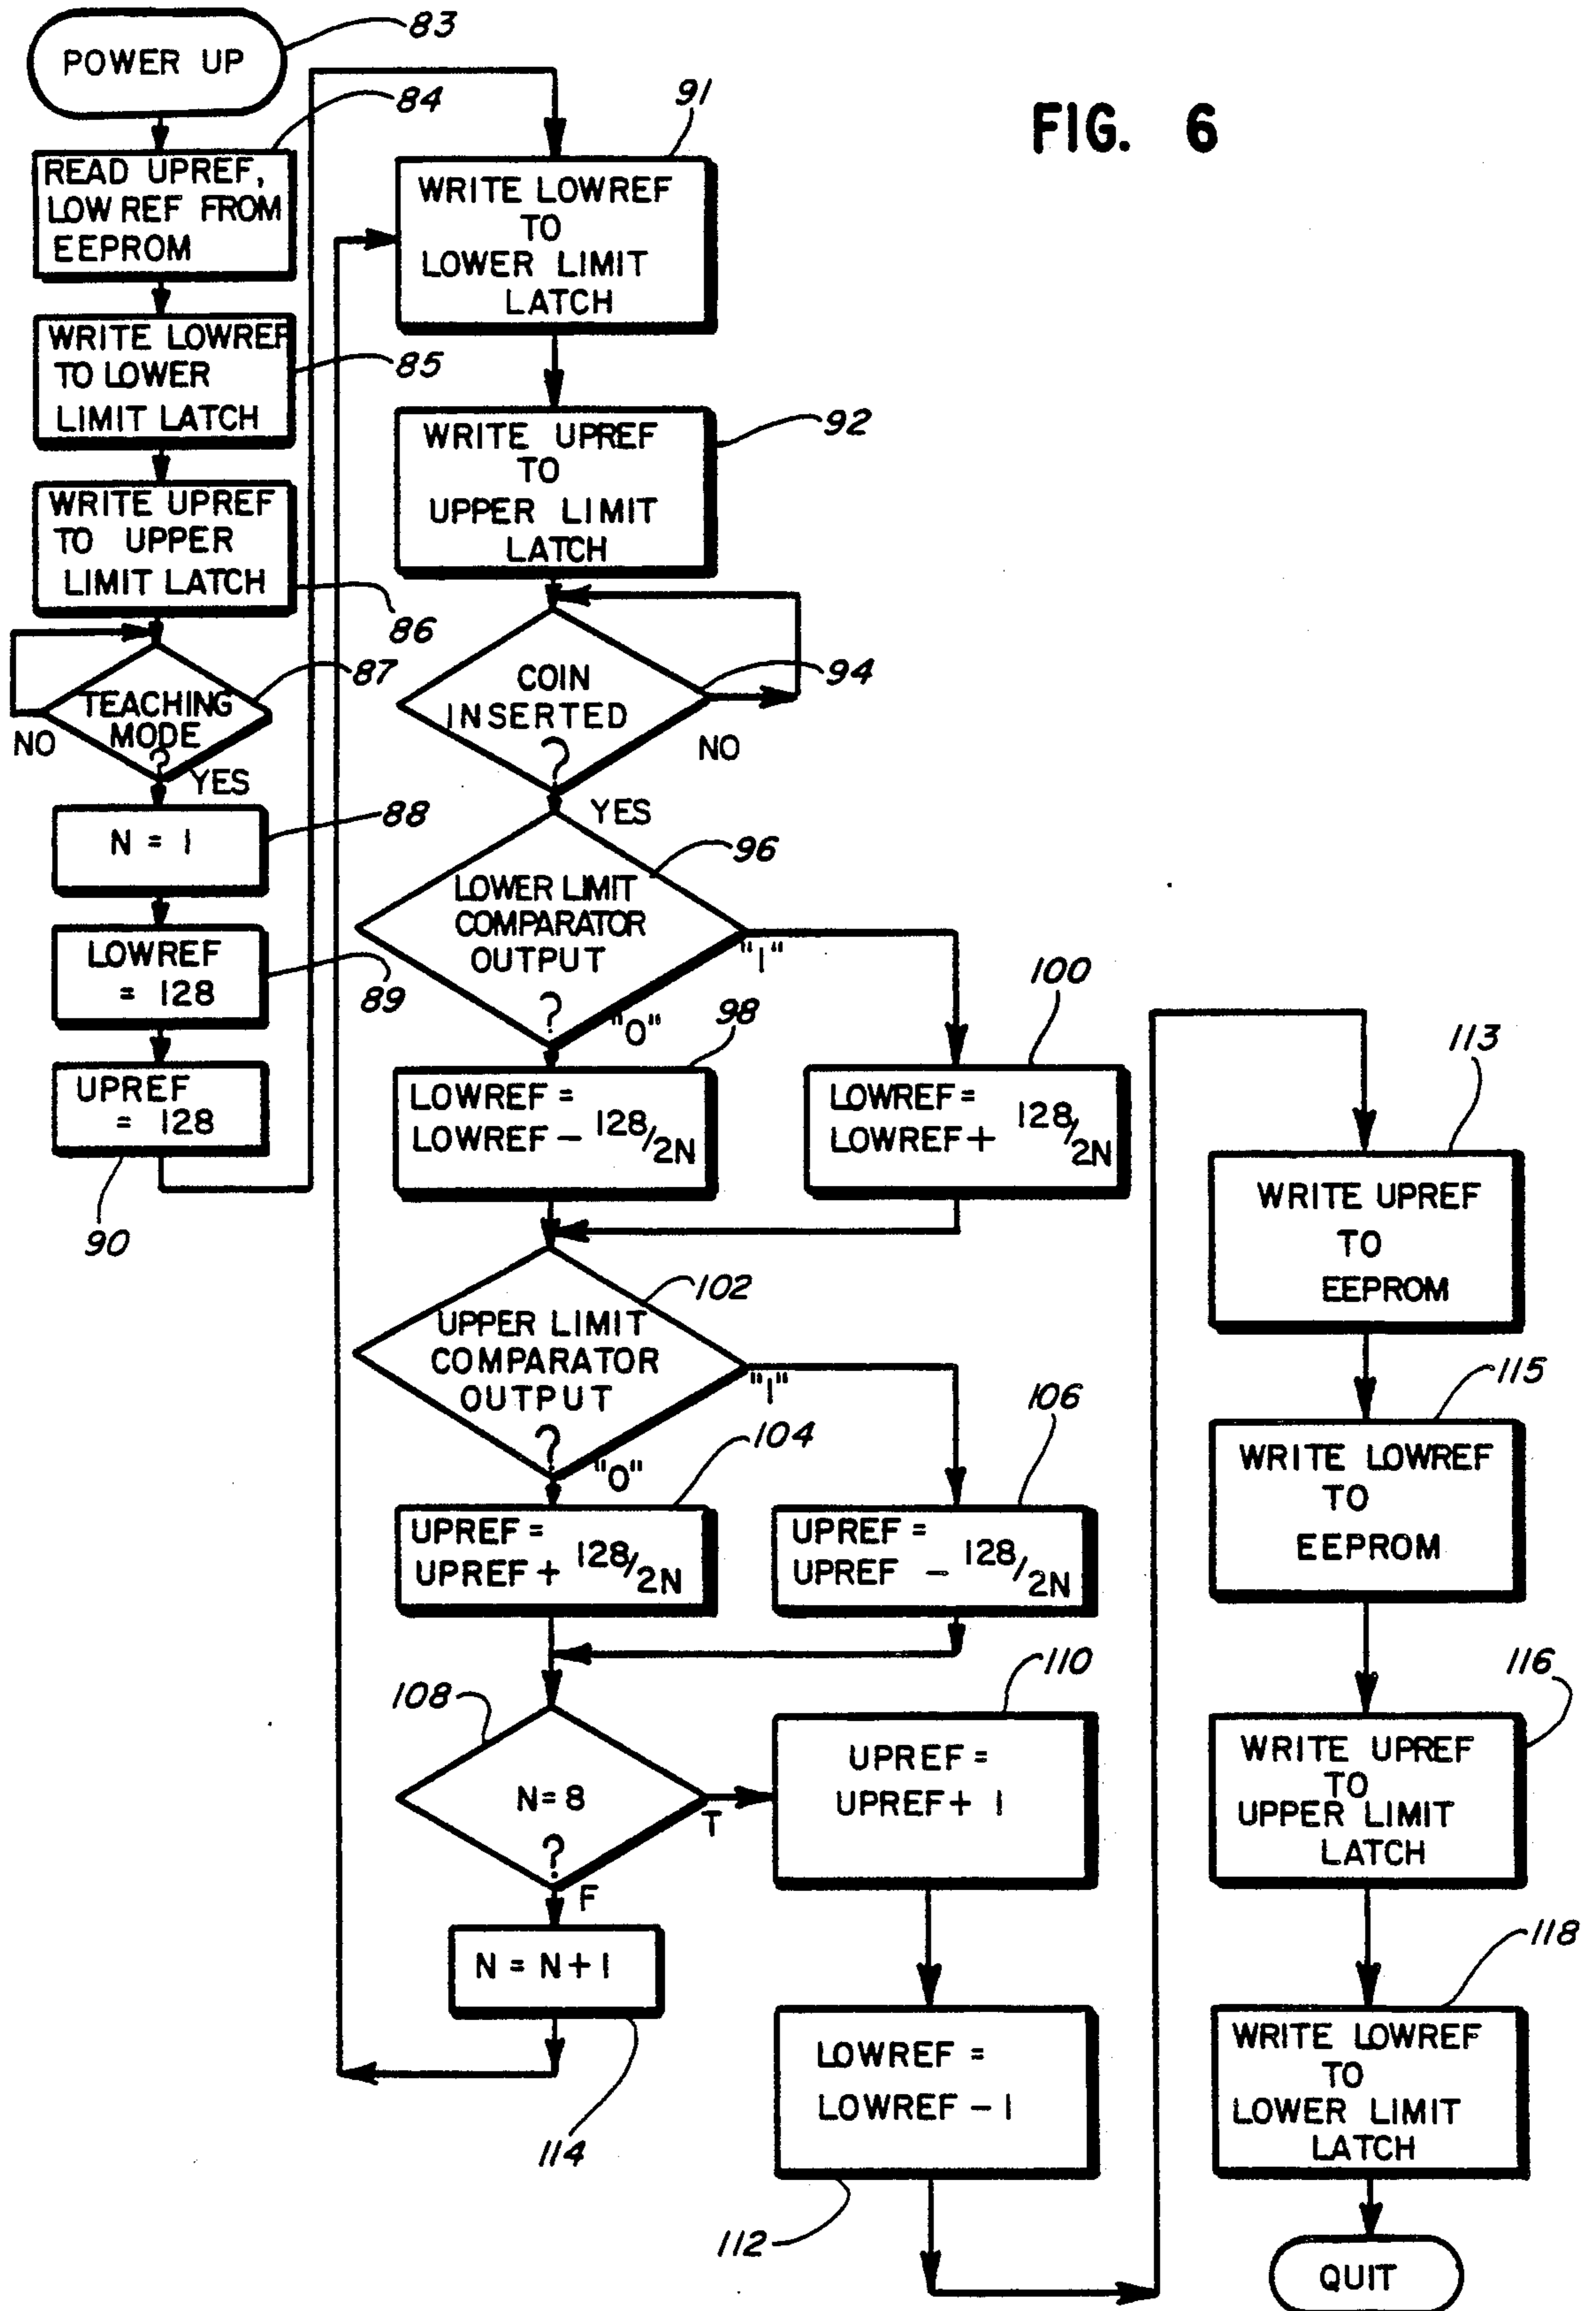 FIG. 6
POWER UP
83
84
READ UPREF,
LOW REF FROM
EEPROM
WRITE LOWREF
TO LOWER
LIMIT LATCH
85
WRITE UPREF
TO UPPER
LIMIT LATCH
86
TEACHING
MODE
?
87
NO
YES
N = 1
88
LOWREF
= 128
89
UPREF
= 128
90
91
WRITE LOWREF
TO
LOWER LIMIT
LATCH
92
WRITE UPREF
TO
UPPER LIMIT
LATCH
COIN
INSERTED
?
94
NO
YES
96
LOWER LIMIT
COMPARATOR
OUTPUT
?
"1"
"0"
98
LOWREF =
LOWREF - 128/2N
100
LOWREF =
LOWREF + 128/2N
102
UPPER LIMIT
COMPARATOR
OUTPUT
?
"1"
"0"
104
UPREF =
UPREF + 128/2N
106
UPREF =
UPREF - 128/2N
108
N = 8
?
T
F
110
UPREF =
UPREF + 1
N = N + 1
114
LOWREF =
LOWREF - 1
112
113
WRITE UPREF
TO
EEPROM
115
WRITE LOWREF
TO
EEPROM
116
WRITE UPREF
TO
UPPER LIMIT
LATCH
118
WRITE LOWREF
TO
LOWER LIMIT
LATCH
QUIT